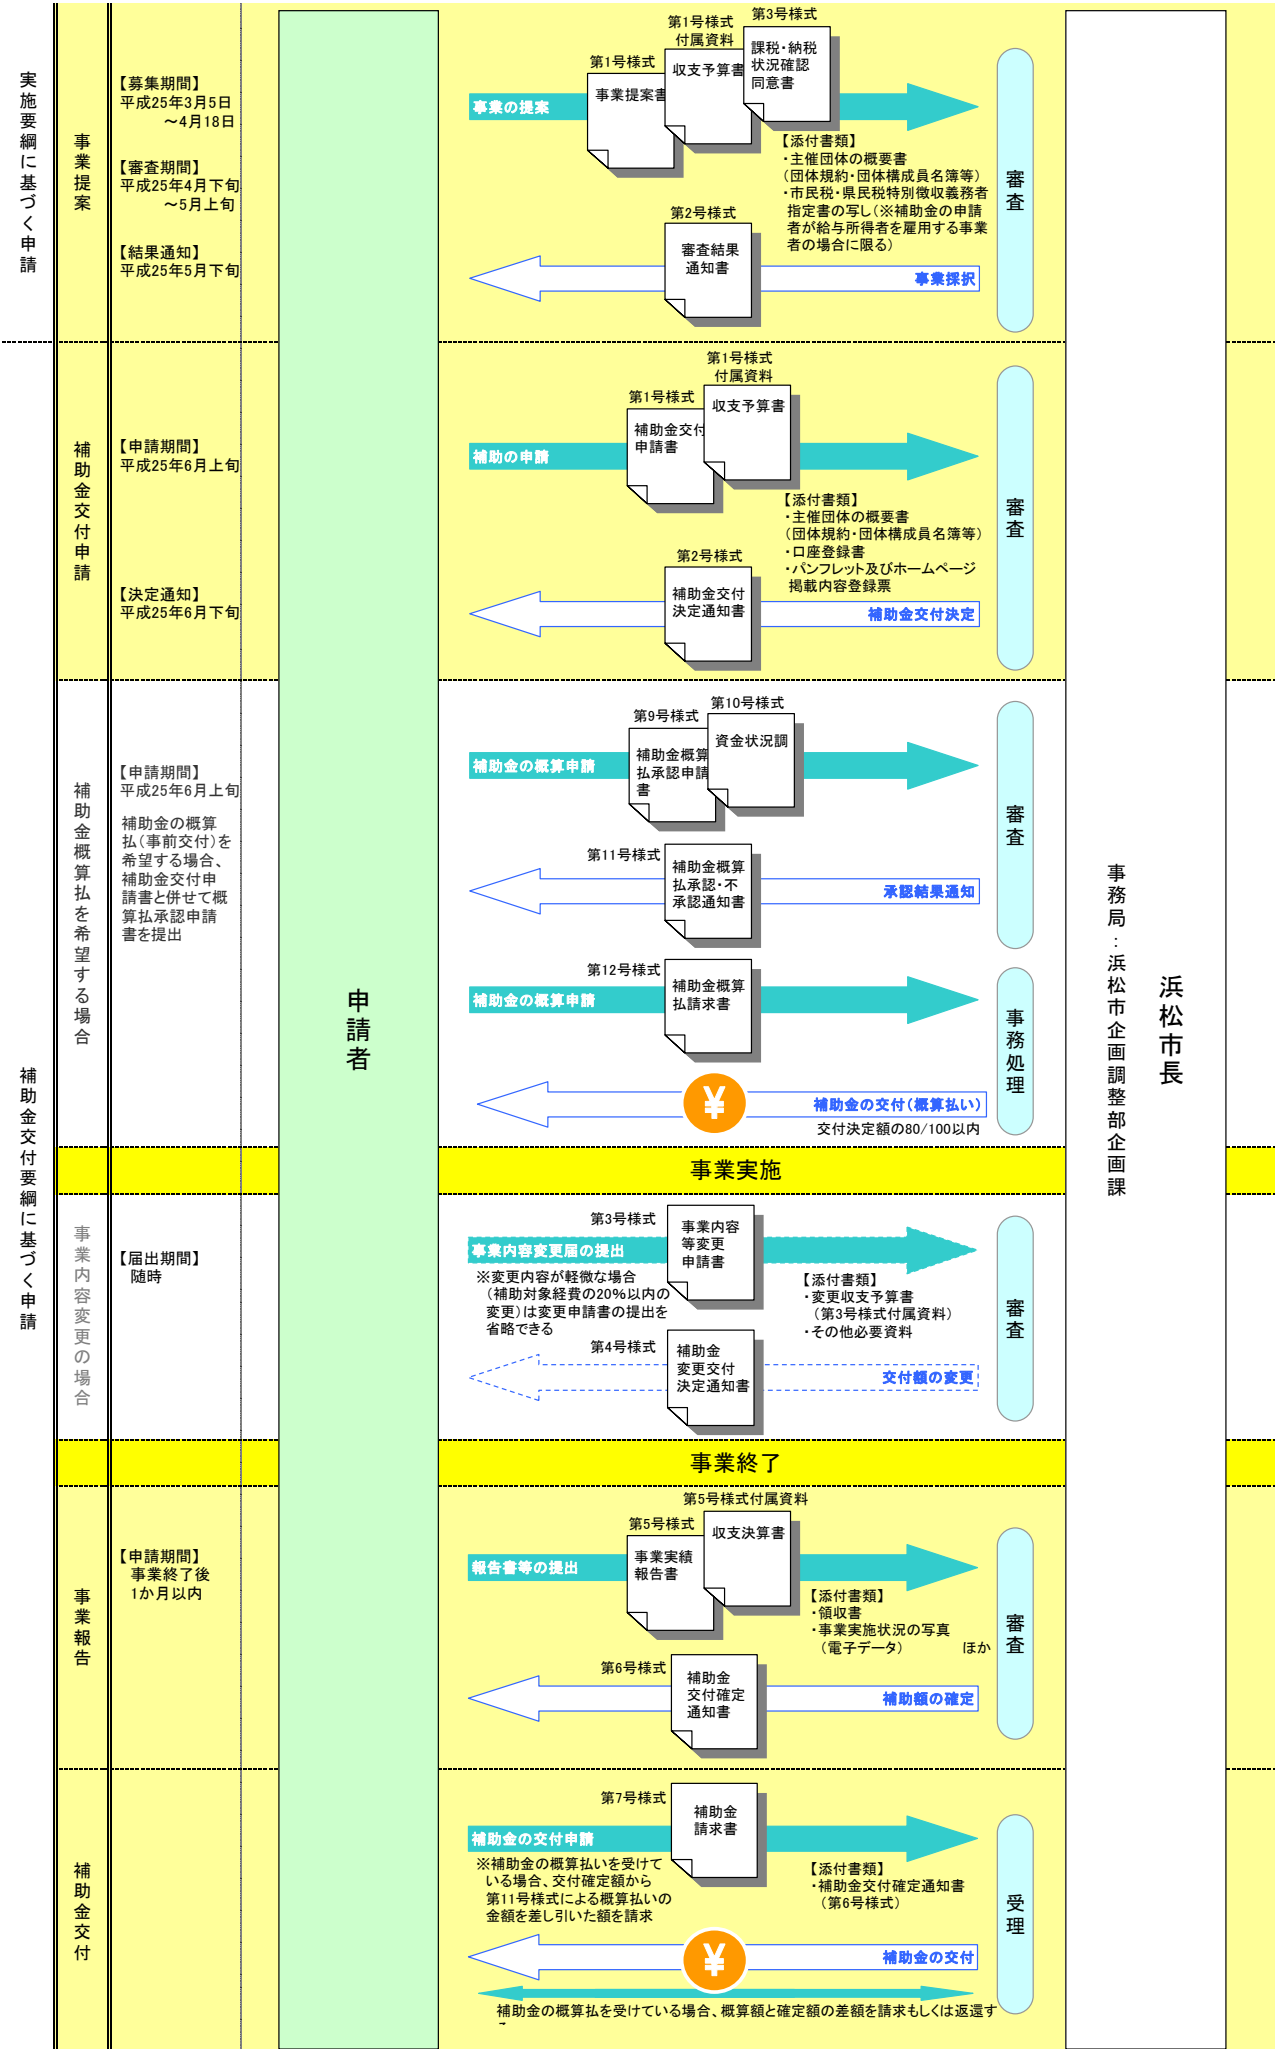 実施要綱に基づく申請
事業提案
【募集期間】
平成25年3月5日
～4月18日
【審査期間】
平成25年4月下旬
～5月上旬
【結果通知】
平成25年5月下旬
事業の提案
第1号様式
事業提案書
第1号様式
付属資料
収支予算書
第3号様式
課税・納税
状況確認
同意書
【添付書類】
・主催団体の概要書
(団体規約・団体構成員名簿等)
・市民税・県民税特別徴収義務者
指定書の写し(※補助金の申請
者が給与所得者を雇用する事業
者の場合に限る)
第2号様式
審査結果
通知書
事業採択
審査
補助金交付要綱に基づく申請
補助金交付申請
【申請期間】
平成25年6月上旬
【決定通知】
平成25年6月下旬
補助の申請
第1号様式
補助金交付
申請書
第1号様式
付属資料
収支予算書
【添付書類】
・主催団体の概要書
(団体規約・団体構成員名簿等)
・口座登録書
・パンフレット及びホームページ
掲載内容登録票
第2号様式
補助金交付
決定通知書
補助金交付決定
審査
補助金概算払を希望する場合
【申請期間】
平成25年6月上旬
補助金の概算
払(事前交付)を
希望する場合、
補助金交付申
請書と併せて概
算払承認申請
書を提出
補助金の概算申請
第9号様式
補助金概算
払承認申請
書
第10号様式
資金状況調
第11号様式
補助金概算
払承認・不
承認通知書
承認結果通知
審査
補助金の概算申請
第12号様式
補助金概算
払請求書
¥
補助金の交付(概算払い)
交付決定額の80/100以内
事務処理
申請者
事務局：浜松市企画調整部企画課
浜松市長
事業実施
事業内容変更の場合
【届出期間】
随時
事業内容変更届の提出
第3号様式
事業内容
等変更
申請書
※変更内容が軽微な場合
(補助対象経費の20%以内の
変更)は変更申請書の提出を
省略できる
【添付書類】
・変更収支予算書
(第3号様式付属資料)
・その他必要資料
第4号様式
補助金
変更交付
決定通知書
交付額の変更
審査
事業終了
事業報告
【申請期間】
事業終了後
1か月以内
報告書等の提出
第5号様式
事業実績
報告書
第5号様式付属資料
収支決算書
【添付書類】
・領収書
・事業実施状況の写真
(電子データ) ほか
第6号様式
補助金
交付確定
通知書
補助額の確定
審査
補助金交付
補助金の交付申請
第7号様式
補助金
請求書
※補助金の概算払いを受けて
いる場合、交付確定額から
第11号様式による概算払いの
金額を差し引いた額を請求
【添付書類】
・補助金交付確定通知書
(第6号様式)
¥
補助金の交付
受理
補助金の概算払を受けている場合、概算額と確定額の差額を請求もしくは返還す